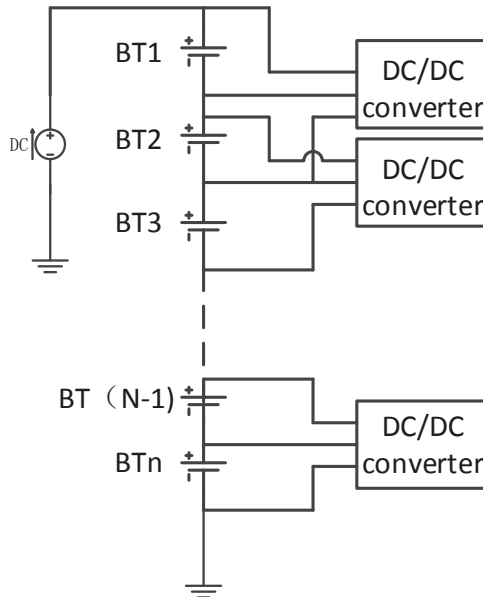 BT1
DC/DC
converter
DC
BT2
DC/DC
converter
BT3
BT（N-1)
DC/DC
converter
BTn